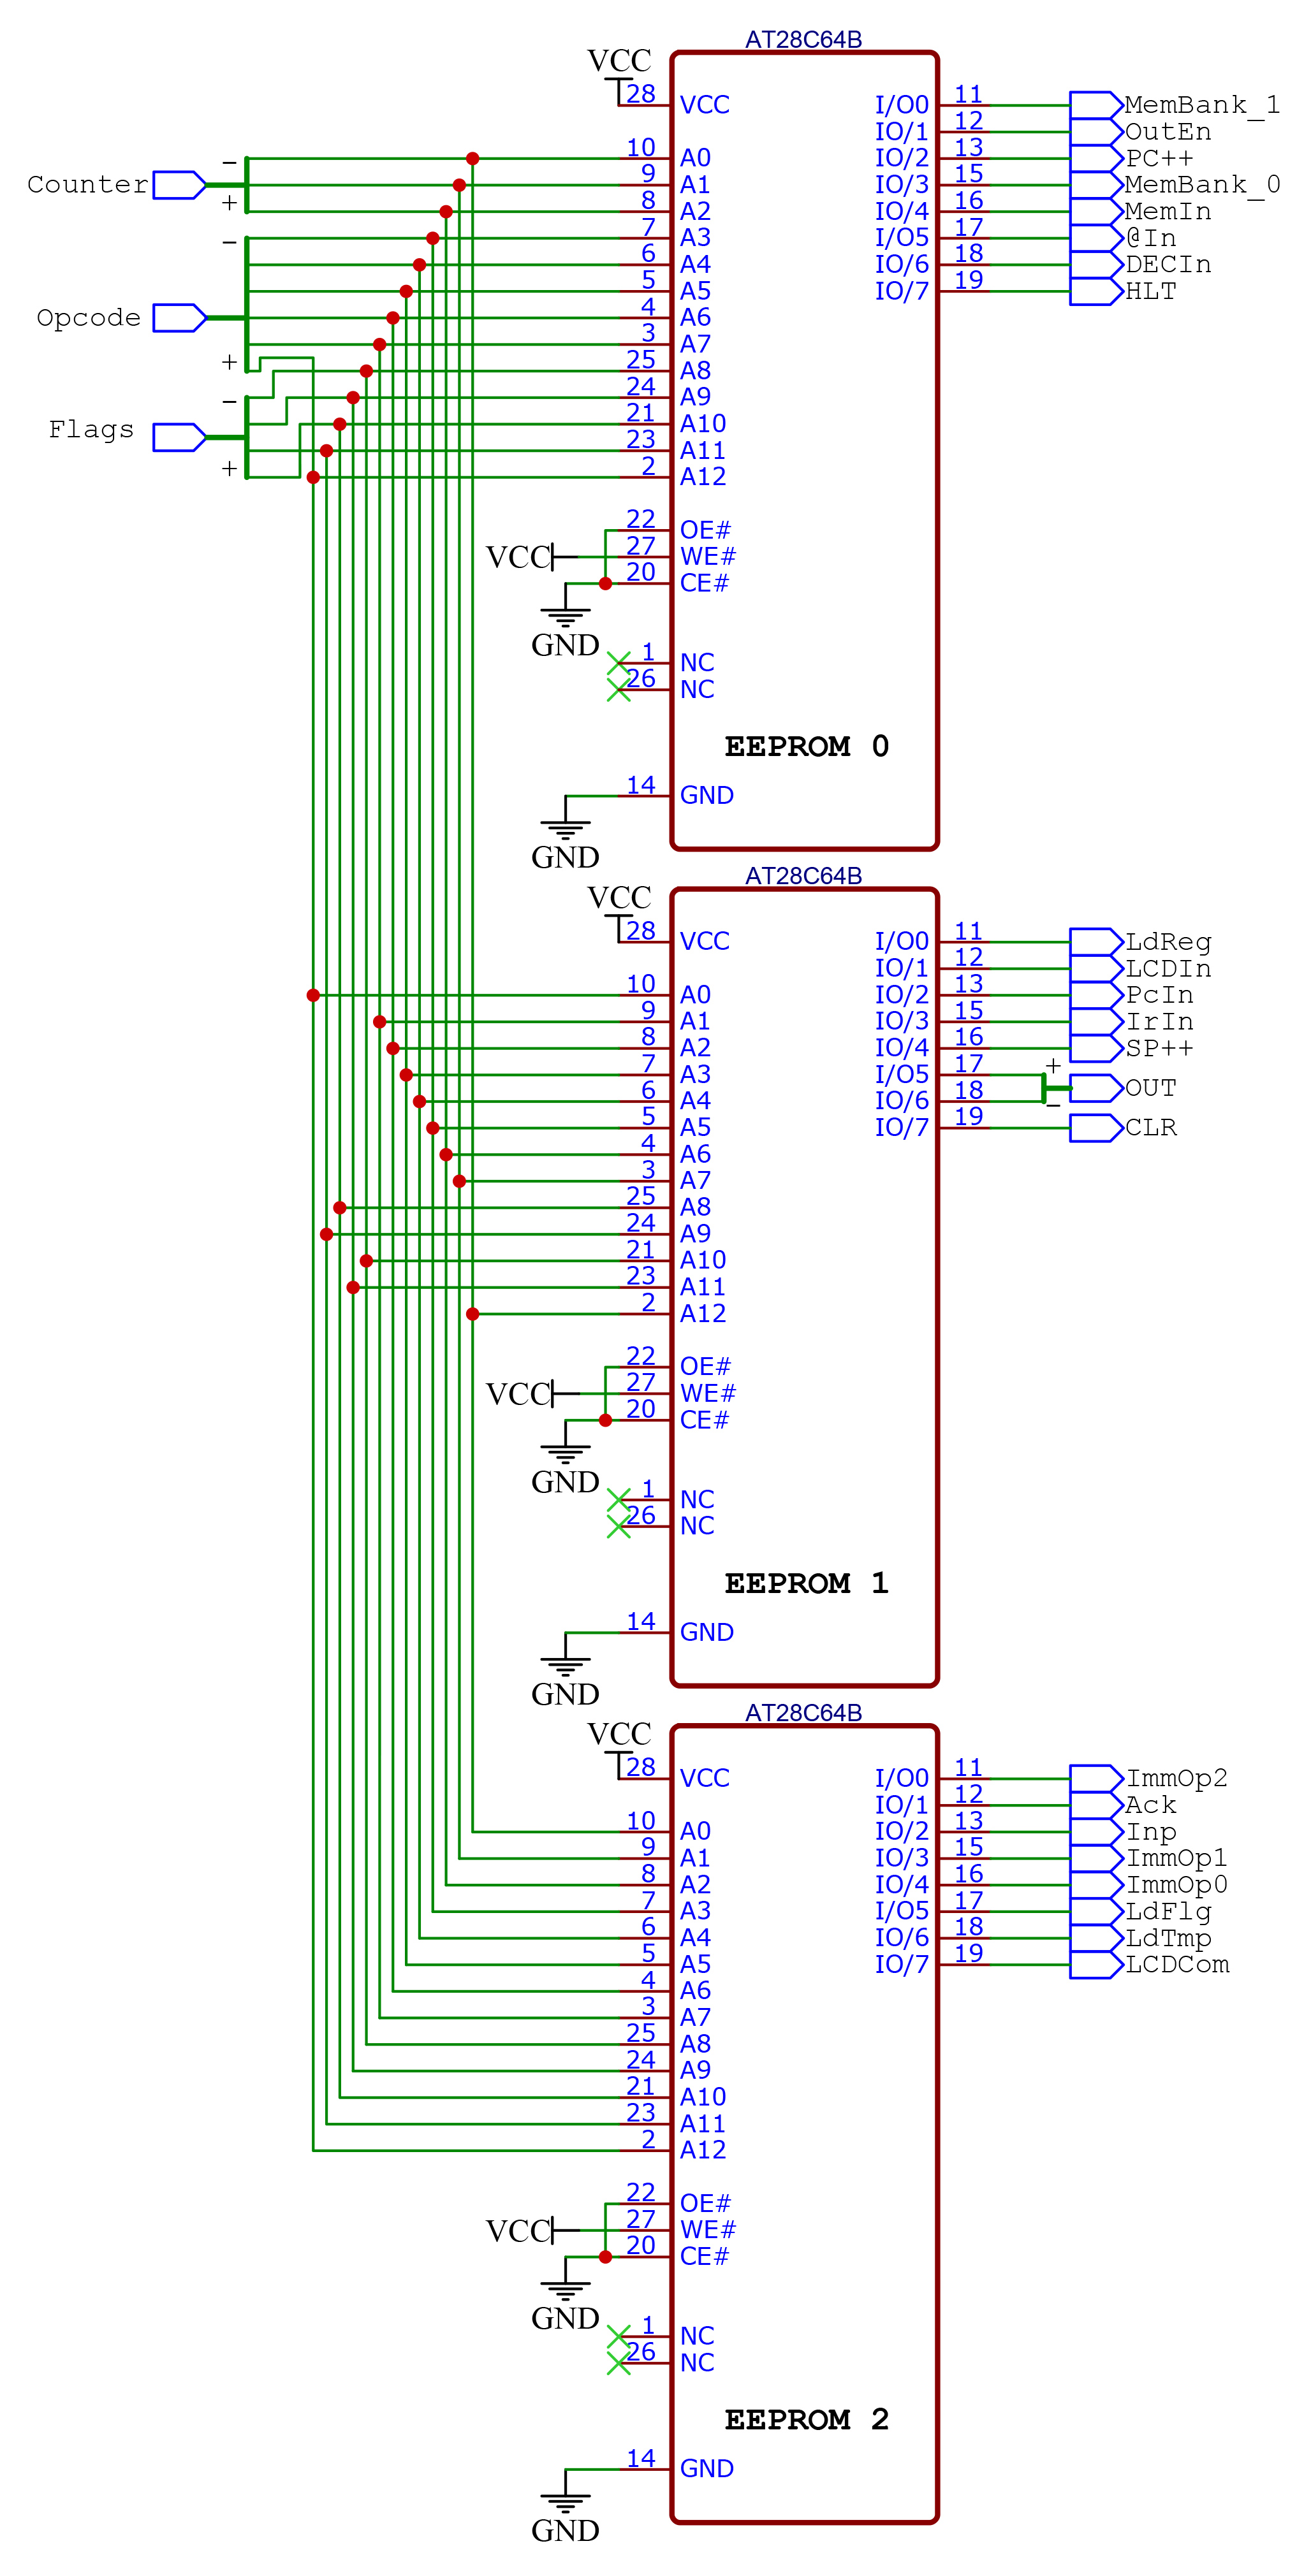 AT28C64B
VCC
28 VCC I/O0 11 MemBank_1
IO/1 12 OutEn
- 10 A0 IO/2 13 PC++
Counter 9 A1 IO/3 15 MemBank_0
+ 8 A2 IO/4 16 MemIn
- 7 A3 I/O5 17 @In
6 A4 IO/6 18 DECIn
5 A5 IO/7 19 HLT
Opcode 4 A6
3 A7
+ 25 A8
- 24 A9
Flags 21 A10
23 A11
+ 2 A12
22 OE#
VCC 27 WE#
20 CE#
GND
1 NC
26 NC
EEPROM 0
14 GND
GND
AT28C64B
VCC
28 VCC I/O0 11 LdReg
IO/1 12 LCDIn
10 A0 IO/2 13 PcIn
9 A1 IO/3 15 IrIn
8 A2 IO/4 16 SP++
7 A3 I/O5 17 +
OUT
6 A4 IO/6 18 -
5 A5 IO/7 19 CLR
4 A6
3 A7
25 A8
24 A9
21 A10
23 A11
2 A12
22 OE#
VCC 27 WE#
20 CE#
GND
1 NC
26 NC
EEPROM 1
14 GND
GND
AT28C64B
VCC
28 VCC I/O0 11 ImmOp2
IO/1 12 Ack
10 A0 IO/2 13 Inp
9 A1 IO/3 15 ImmOp1
8 A2 IO/4 16 ImmOp0
7 A3 I/O5 17 LdFlg
6 A4 IO/6 18 LdTmp
5 A5 IO/7 19 LCDCom
4 A6
3 A7
25 A8
24 A9
21 A10
23 A11
2 A12
22 OE#
VCC 27 WE#
20 CE#
GND
1 NC
26 NC
EEPROM 2
14 GND
GND